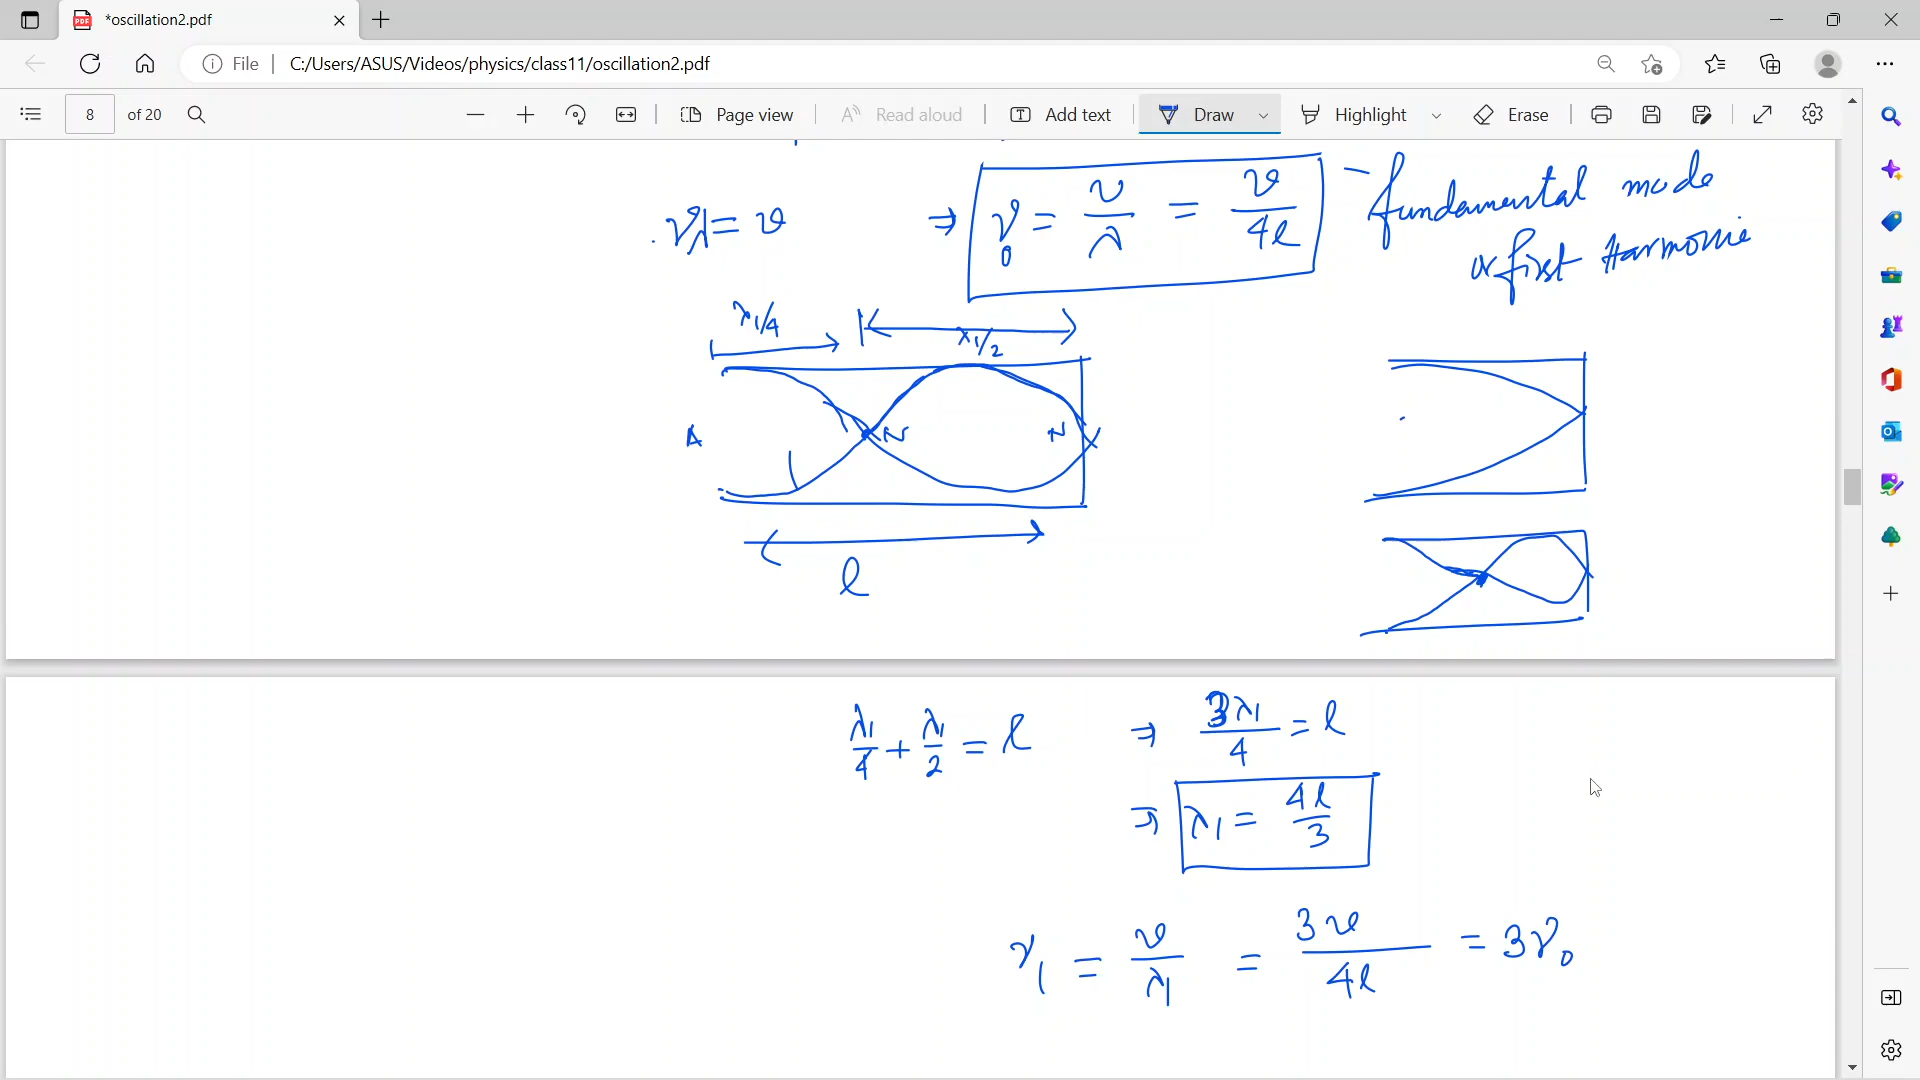 *oscillation2.pdf
File | C:/Users/ASUS/Videos/physics/class11/oscillation2.pdf
8 of 20 Page view Read aloud Add text Draw Highlight Erase
νλ = v ⇒ ν₀ = v/λ = v/4l - fundamental mode
or first Harmonic
λ₁/4 λ₁/2
A N N
l
λ₁/4 + λ₁/2 = l ⇒ 3λ₁/4 = l
⇒ λ₁ = 4l/3
ν₁ = v/λ₁ = 3v/4l = 3ν₀